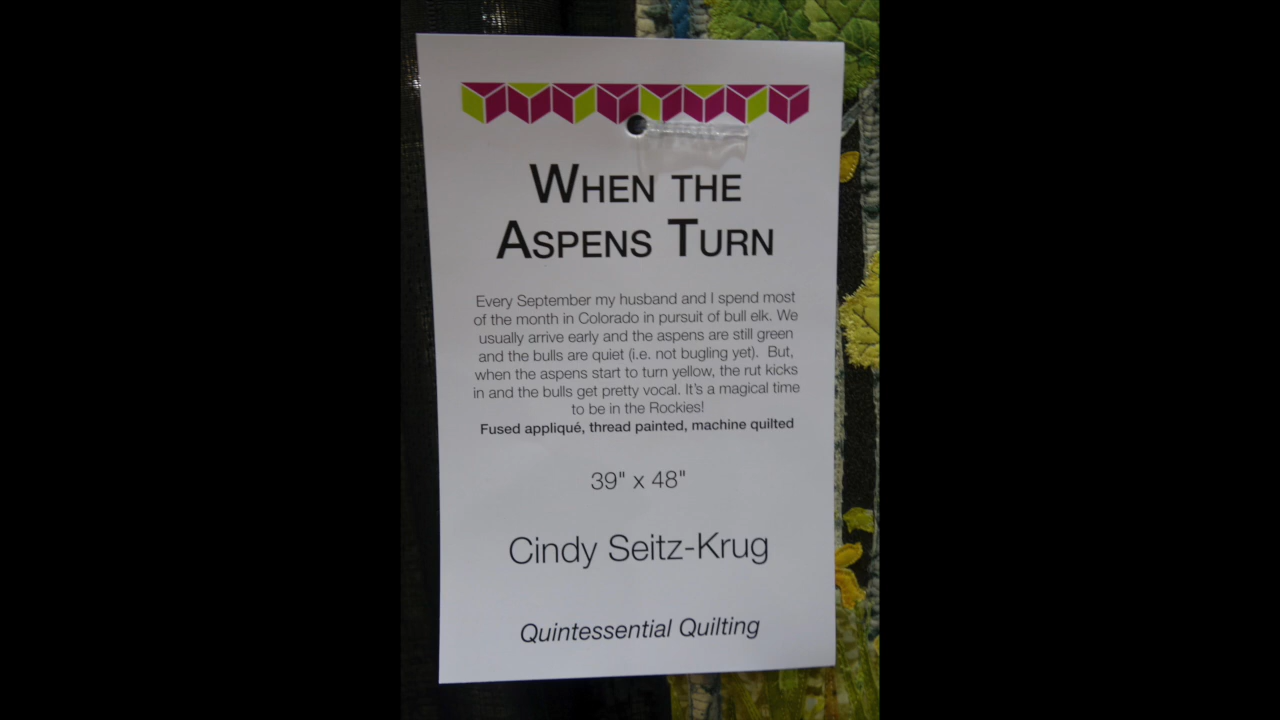 When the
Aspens Turn
Every September my husband and I spend most
of the month in Colorado in pursuit of bull elk. We
usually arrive early and the aspens are still green
and the bulls are quiet (i.e. not bugling yet). But,
when the aspens start to turn yellow, the rut kicks
in and the bulls get pretty vocal. It's a magical time
to be in the Rockies!
Fused appliqué, thread painted, machine quilted
39" x 48"
Cindy Seitz-Krug
Quintessential Quilting